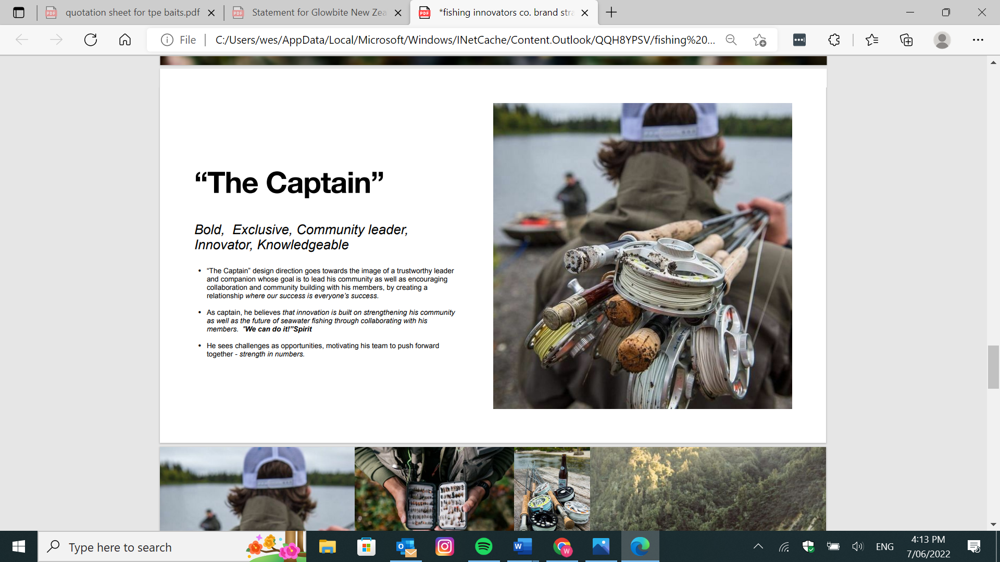 quotation sheet for tpe baits.pdf
Statement for Glowbite New Zea
*fishing innovators co. brand stra
File
C:/Users/wes/AppData/Local/Microsoft/Windows/INetCache/Content.Outlook/QQH8YPSV/fishing%20...
“The Captain”
Bold,  Exclusive, Community leader,
Innovator, Knowledgeable
• “The Captain” design direction goes towards the image of a trustworthy leader
and companion whose goal is to lead his community as well as encouraging
collaboration and community building with his members, by creating a
relationship where our success is everyone’s success.
• As captain, he believes that innovation is built on strengthening his community
as well as the future of seawater fishing through collaborating with his
members.  "We can do it!”Spirit
• He sees challenges as opportunities, motivating his team to push forward
together - strength in numbers.
Type here to search
ENG
4:13 PM
7/06/2022